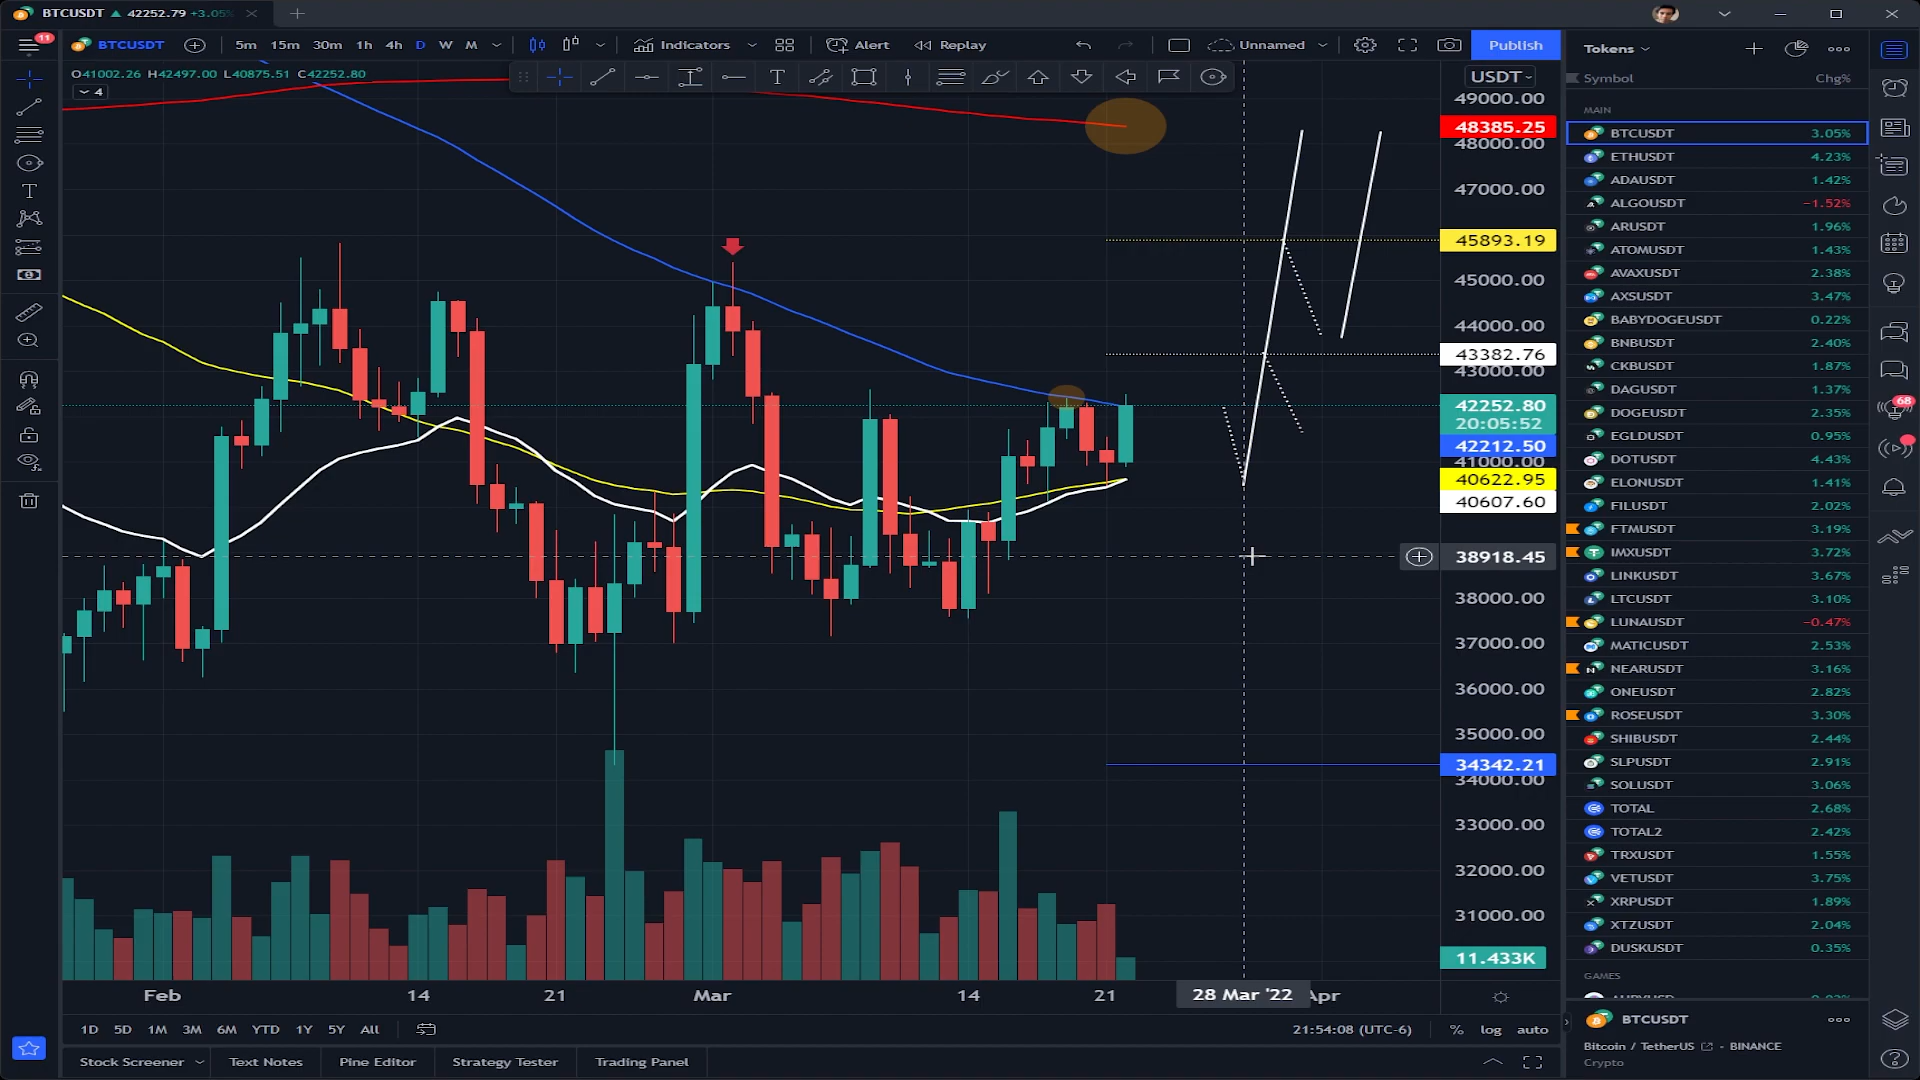 BTCUSDT ▲ 42252.79 +3.05%
11
BTCUSDT 5m 15m 30m 1h 4h D W M Indicators Alert Replay Unnamed Publish
O41002.26 H42497.00 L40875.51 C42252.80
4
T
T
USDT
49000.00
48385.25
48000.00
47000.00
45893.19
45000.00
44000.00
43382.76
43000.00
42252.80
20:05:52
42212.50
41000.00
40622.95
40607.60
38918.45
38000.00
37000.00
36000.00
35000.00
34342.21
34000.00
33000.00
32000.00
31000.00
11.433K
Feb 14 21 Mar 14 21 28 Mar '22 Apr
1D 5D 1M 3M 6M YTD 1Y 5Y All 21:54:08 (UTC-6) % log auto
Stock Screener Text Notes Pine Editor Strategy Tester Trading Panel
Tokens
Symbol Chg%
MAIN
BTCUSDT 3.05%
ETHUSDT 4.23%
ADAUSDT 1.42%
ALGOUSDT −1.52%
ARUSDT 1.96%
ATOMUSDT 1.43%
AVAXUSDT 2.38%
AXSUSDT 3.47%
BABYDOGEUSDT 0.22%
BNBUSDT 2.40%
CKBUSDT 1.87%
DAGUSDT 1.37%
DOGEUSDT 2.35%
EGLDUSDT 0.95%
DOTUSDT 4.43%
ELONUSDT 1.41%
FILUSDT 2.02%
FTMUSDT 3.19%
IMXUSDT 3.72%
LINKUSDT 3.67%
LTCUSDT 3.10%
LUNAUSDT −0.47%
MATICUSDT 2.53%
NEARUSDT 3.16%
ONEUSDT 2.82%
ROSEUSDT 3.30%
SHIBUSDT 2.44%
SLPUSDT 2.91%
SOLUSDT 3.06%
TOTAL 2.68%
TOTAL2 2.42%
TRXUSDT 1.55%
VETUSDT 3.75%
XRPUSDT 1.89%
XTZUSDT 2.04%
DUSKUSDT 0.35%
GAMES
BTCUSDT
Bitcoin / TetherUS - BINANCE
Crypto
68